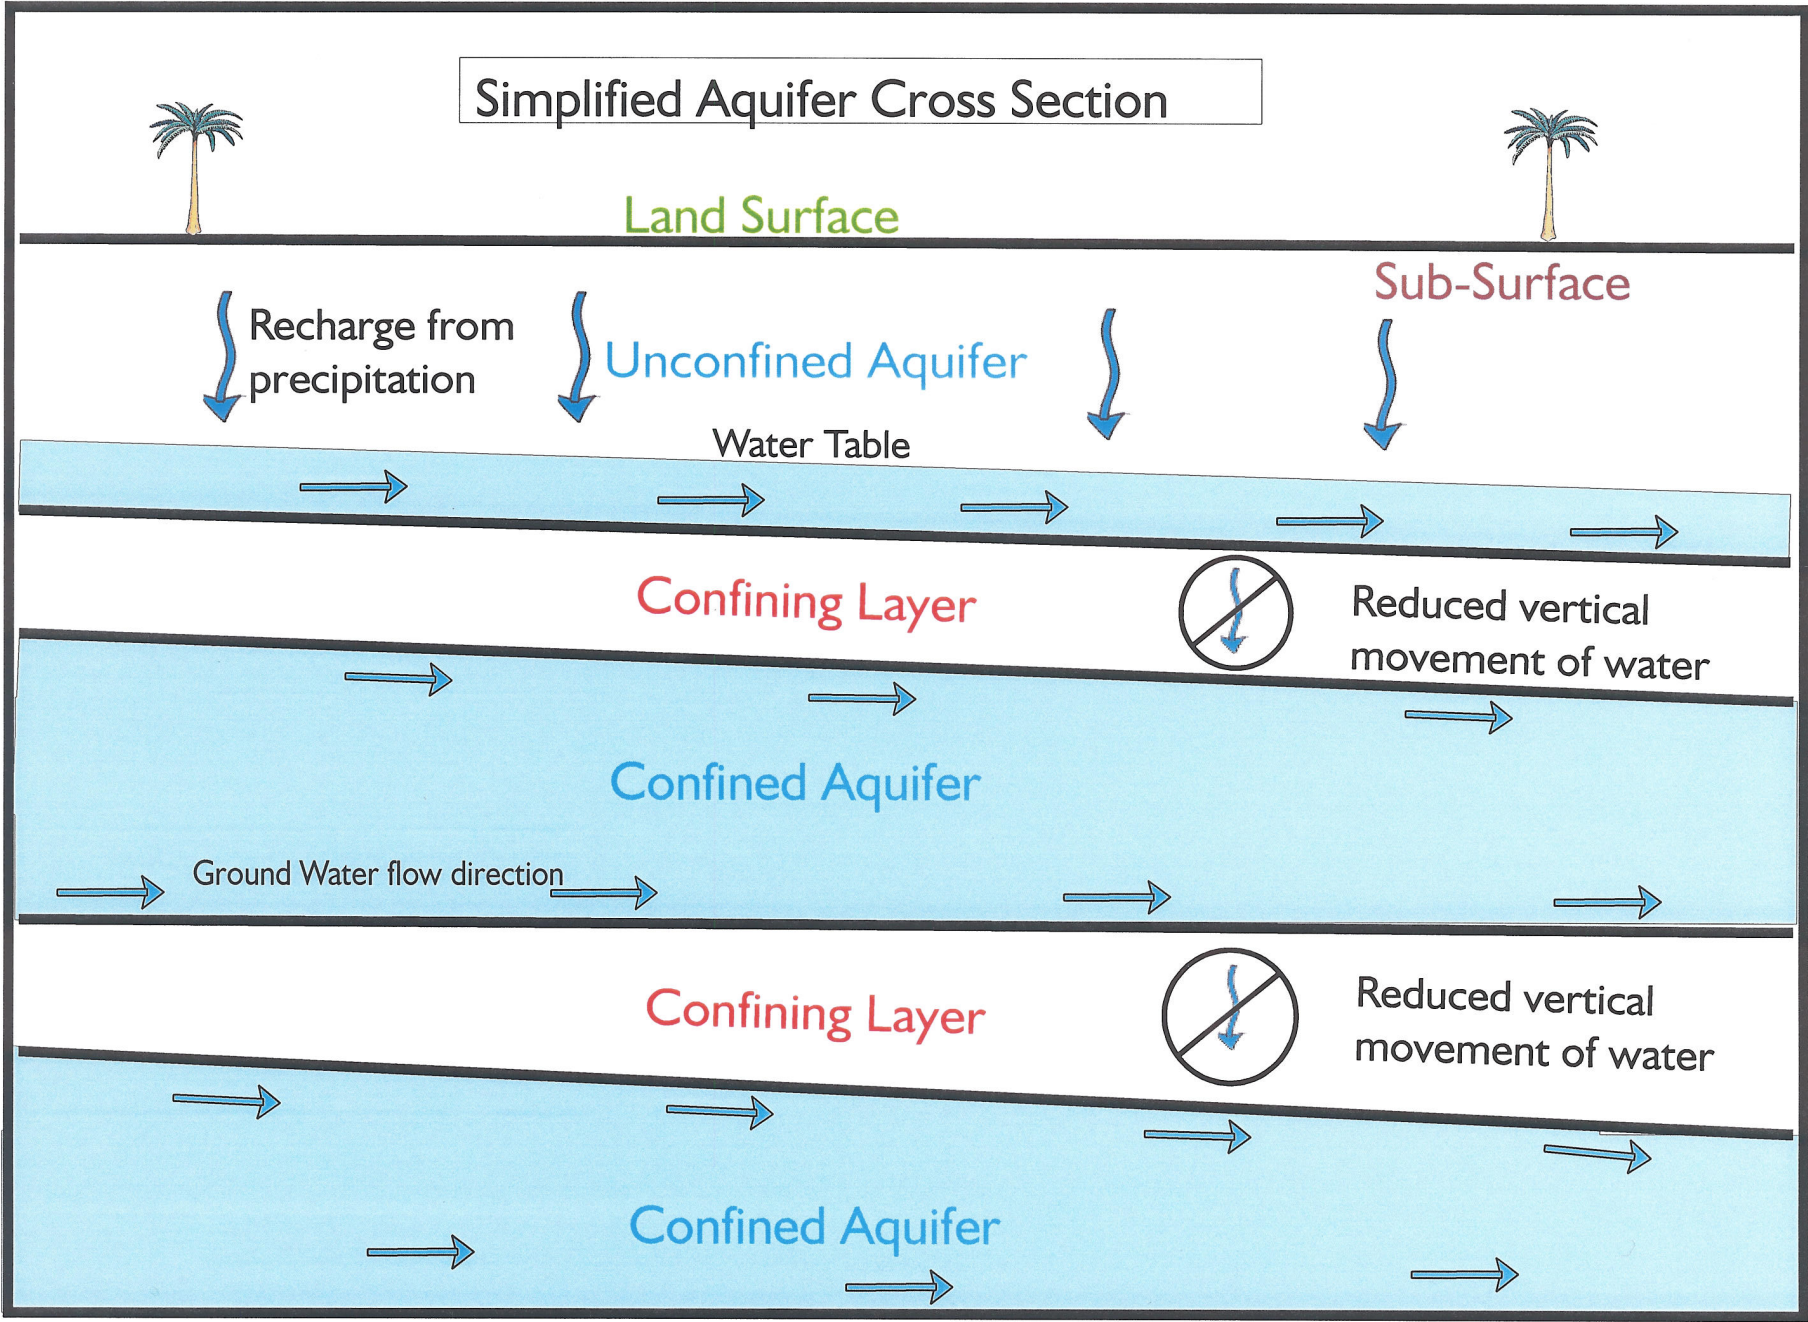 Simplified Aquifer Cross Section
Land Surface
Sub-Surface
Recharge from
precipitation
Unconfined Aquifer
Water Table
Confining Layer
Reduced vertical
movement of water
Confined Aquifer
Ground Water flow direction
Confining Layer
Reduced vertical
movement of water
Confined Aquifer